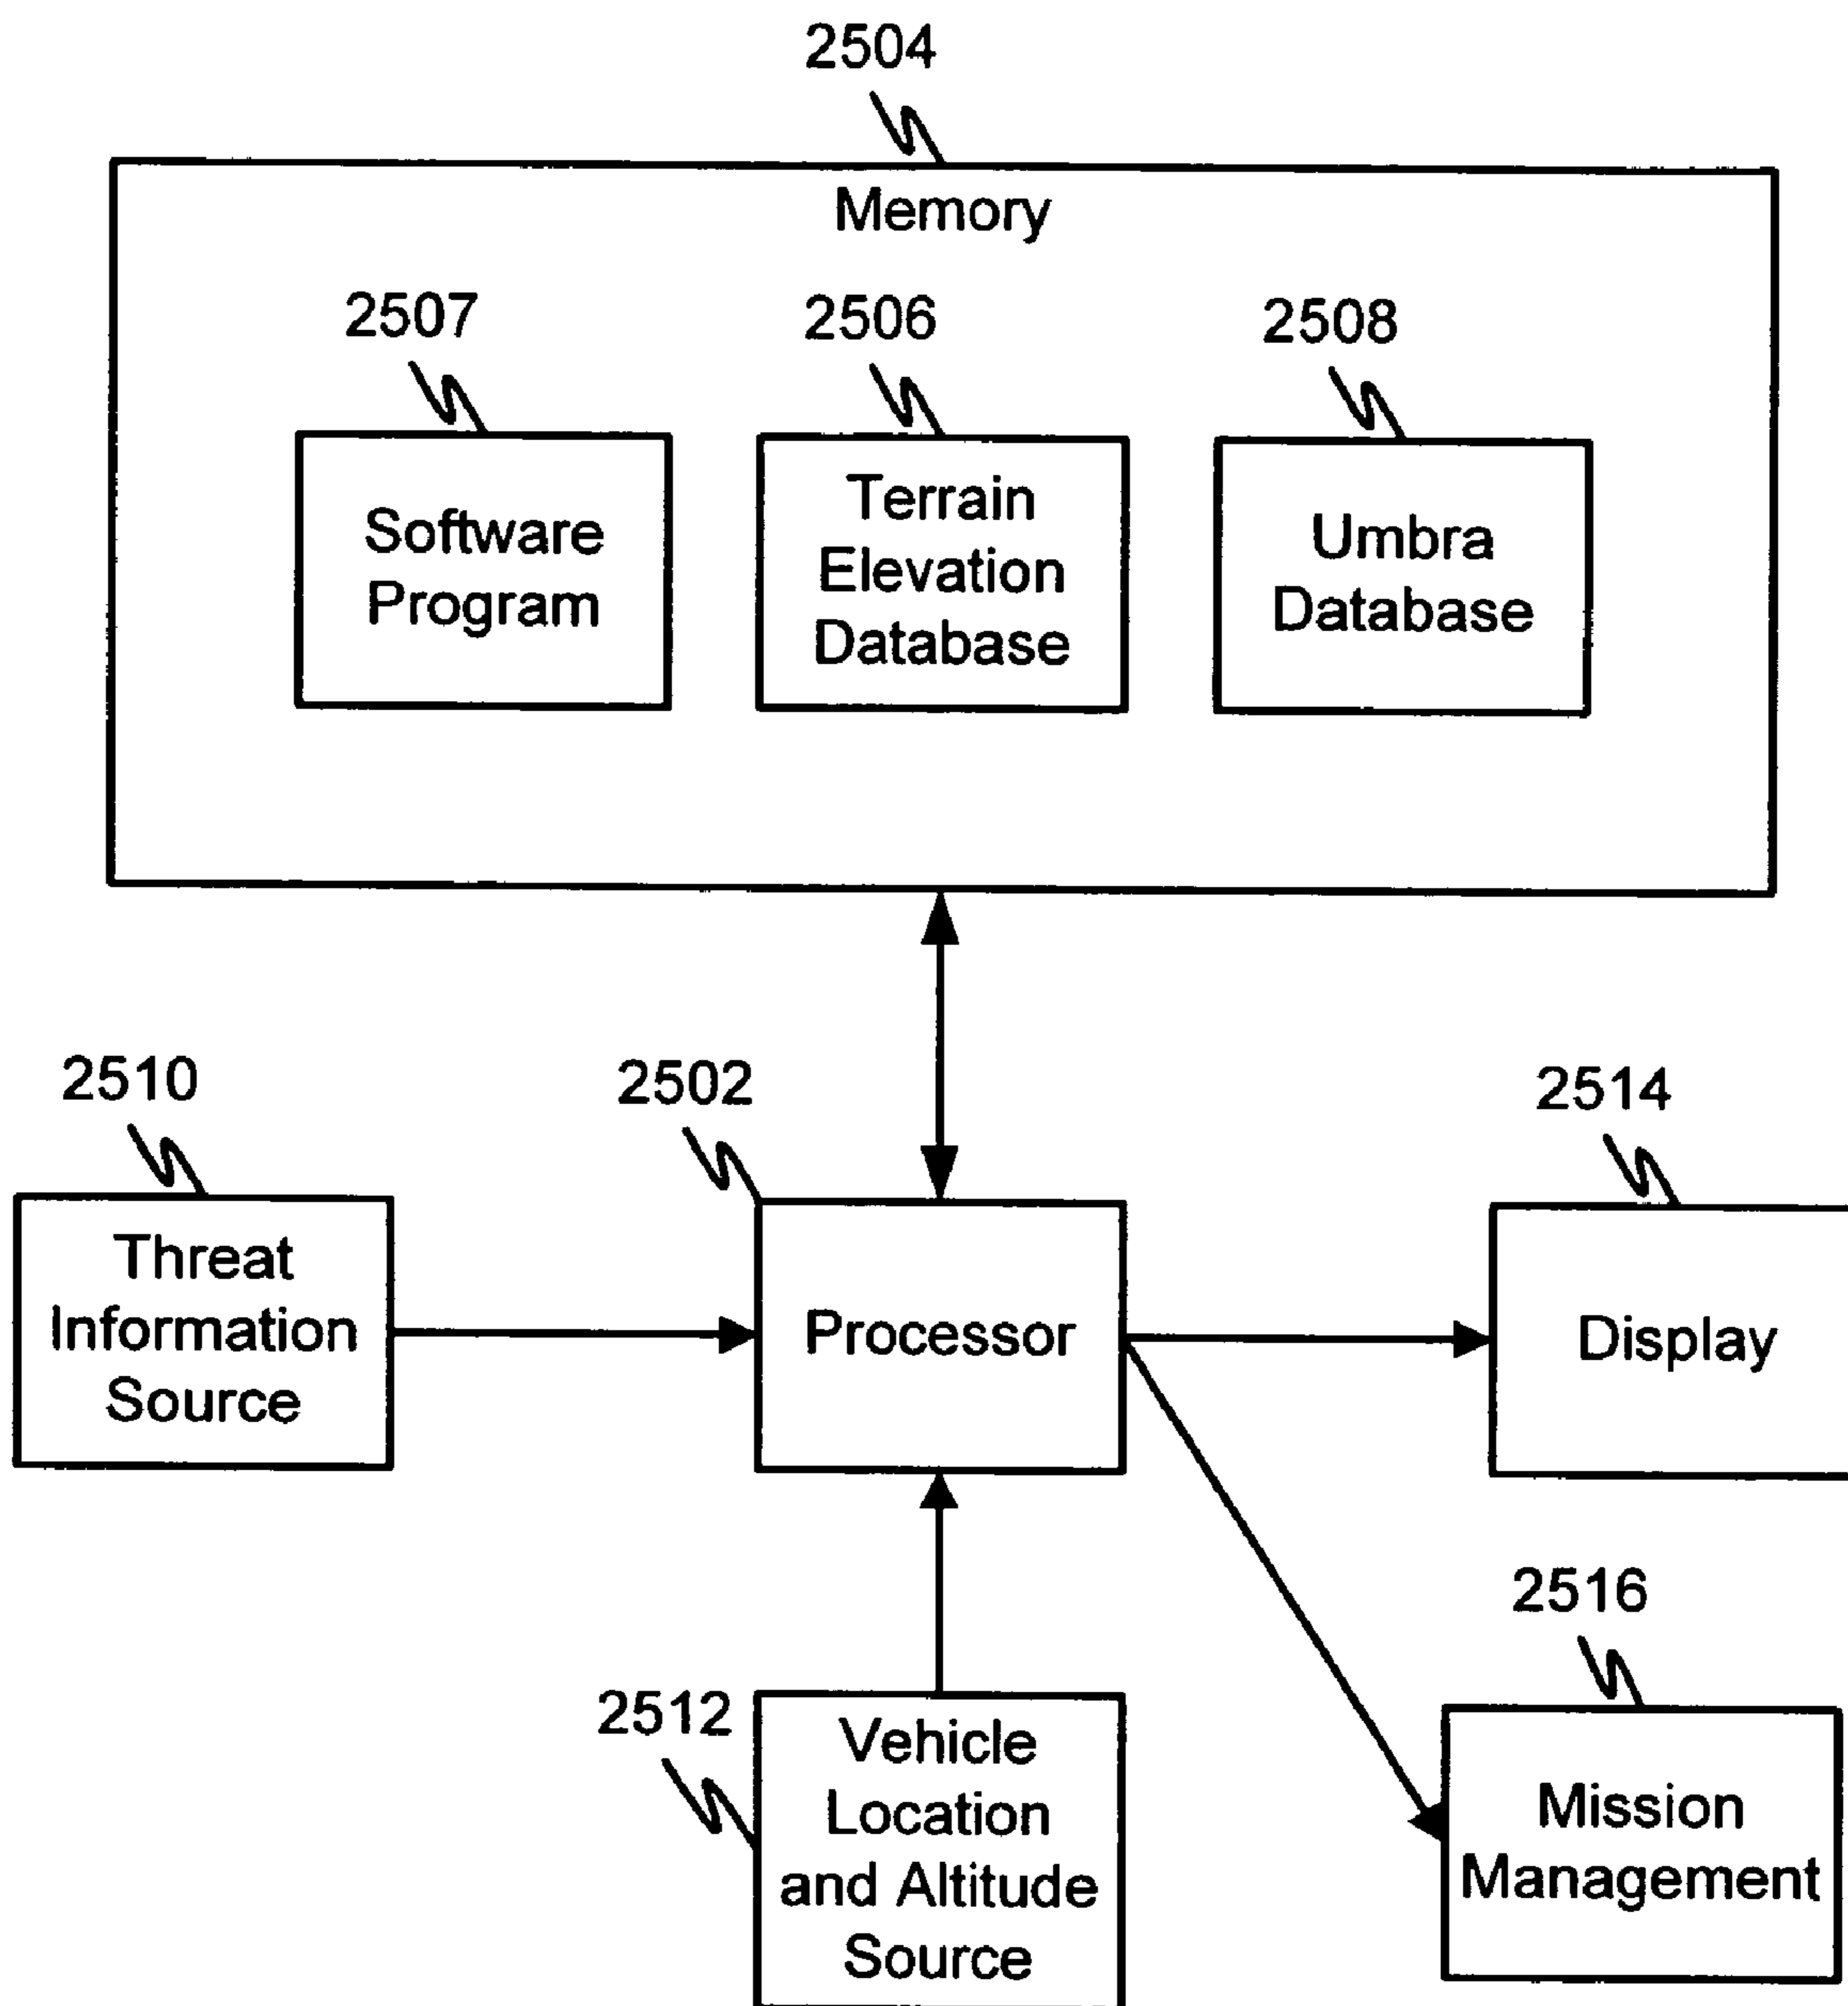 2504
Memory
2507
2506
2508
Software
Program
Terrain
Elevation
Database
Umbra
Database
2510
2502
2514
Threat
Information
Source
Processor
Display
2516
2512
Vehicle
Location
and Altitude
Source
Mission
Management